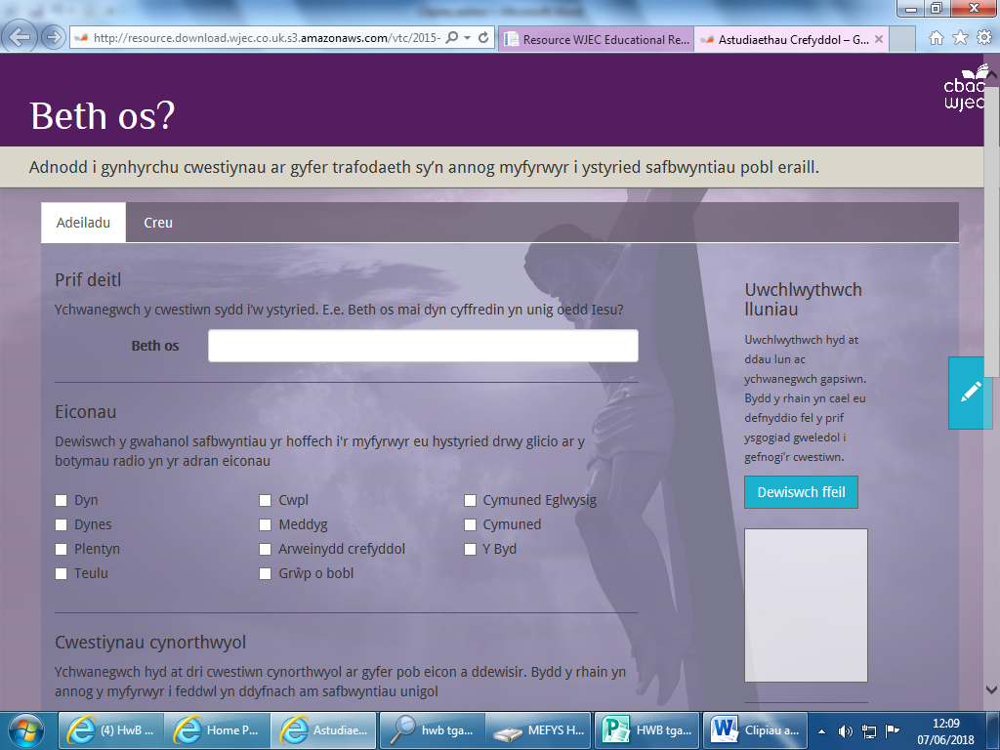 http://resource.download.wjec.co.uk.s3.amazonaws.com/vtc/2015-
Resource WJEC Educational Re...
Astudiaethau Crefyddol – G...
cbac
wjec
Beth os?
Adnodd i gynhyrchu cwestiynau ar gyfer trafodaeth sy'n annog myfyrwyr i ystyried safbwyntiau pobl eraill.
Adeiladu
Creu
Prif deitl
Ychwanegwch y cwestiwn sydd i'w ystyried. E.e. Beth os mai dyn cyffredin yn unig oedd Iesu?
Beth os
Eiconau
Dewiswch y gwahanol safbwyntiau yr hoffech i'r myfyrwyr eu hystyried drwy glicio ar y
botymau radio yn yr adran eiconau
Dyn
Cwpl
Cymuned Eglwysig
Dynes
Meddyg
Cymuned
Plentyn
Arweinydd crefyddol
Y Byd
Teulu
Grŵp o bobl
Cwestiynau cynorthwyol
Ychwanegwch hyd at dri cwestiwn cynorthwyol ar gyfer pob eicon a ddewisir. Bydd y rhain yn
annog y myfyrwyr i feddwl yn ddyfnach am safbwyntiau unigol
Uwchlwythwch
lluniau
Uwchlwythwch hyd at
ddau lun ac
ychwanegwch gapsiwn.
Bydd y rhain yn cael eu
defnyddio fel y prif
ysgogiad gweledol i
gefnogi'r cwestiwn.
Dewiswch ffeil
(4) HwB ...
Home P...
Astudiae...
hwb tga...
MEFYS H...
HWB tga...
Clipiau a...
12:09
07/06/2018